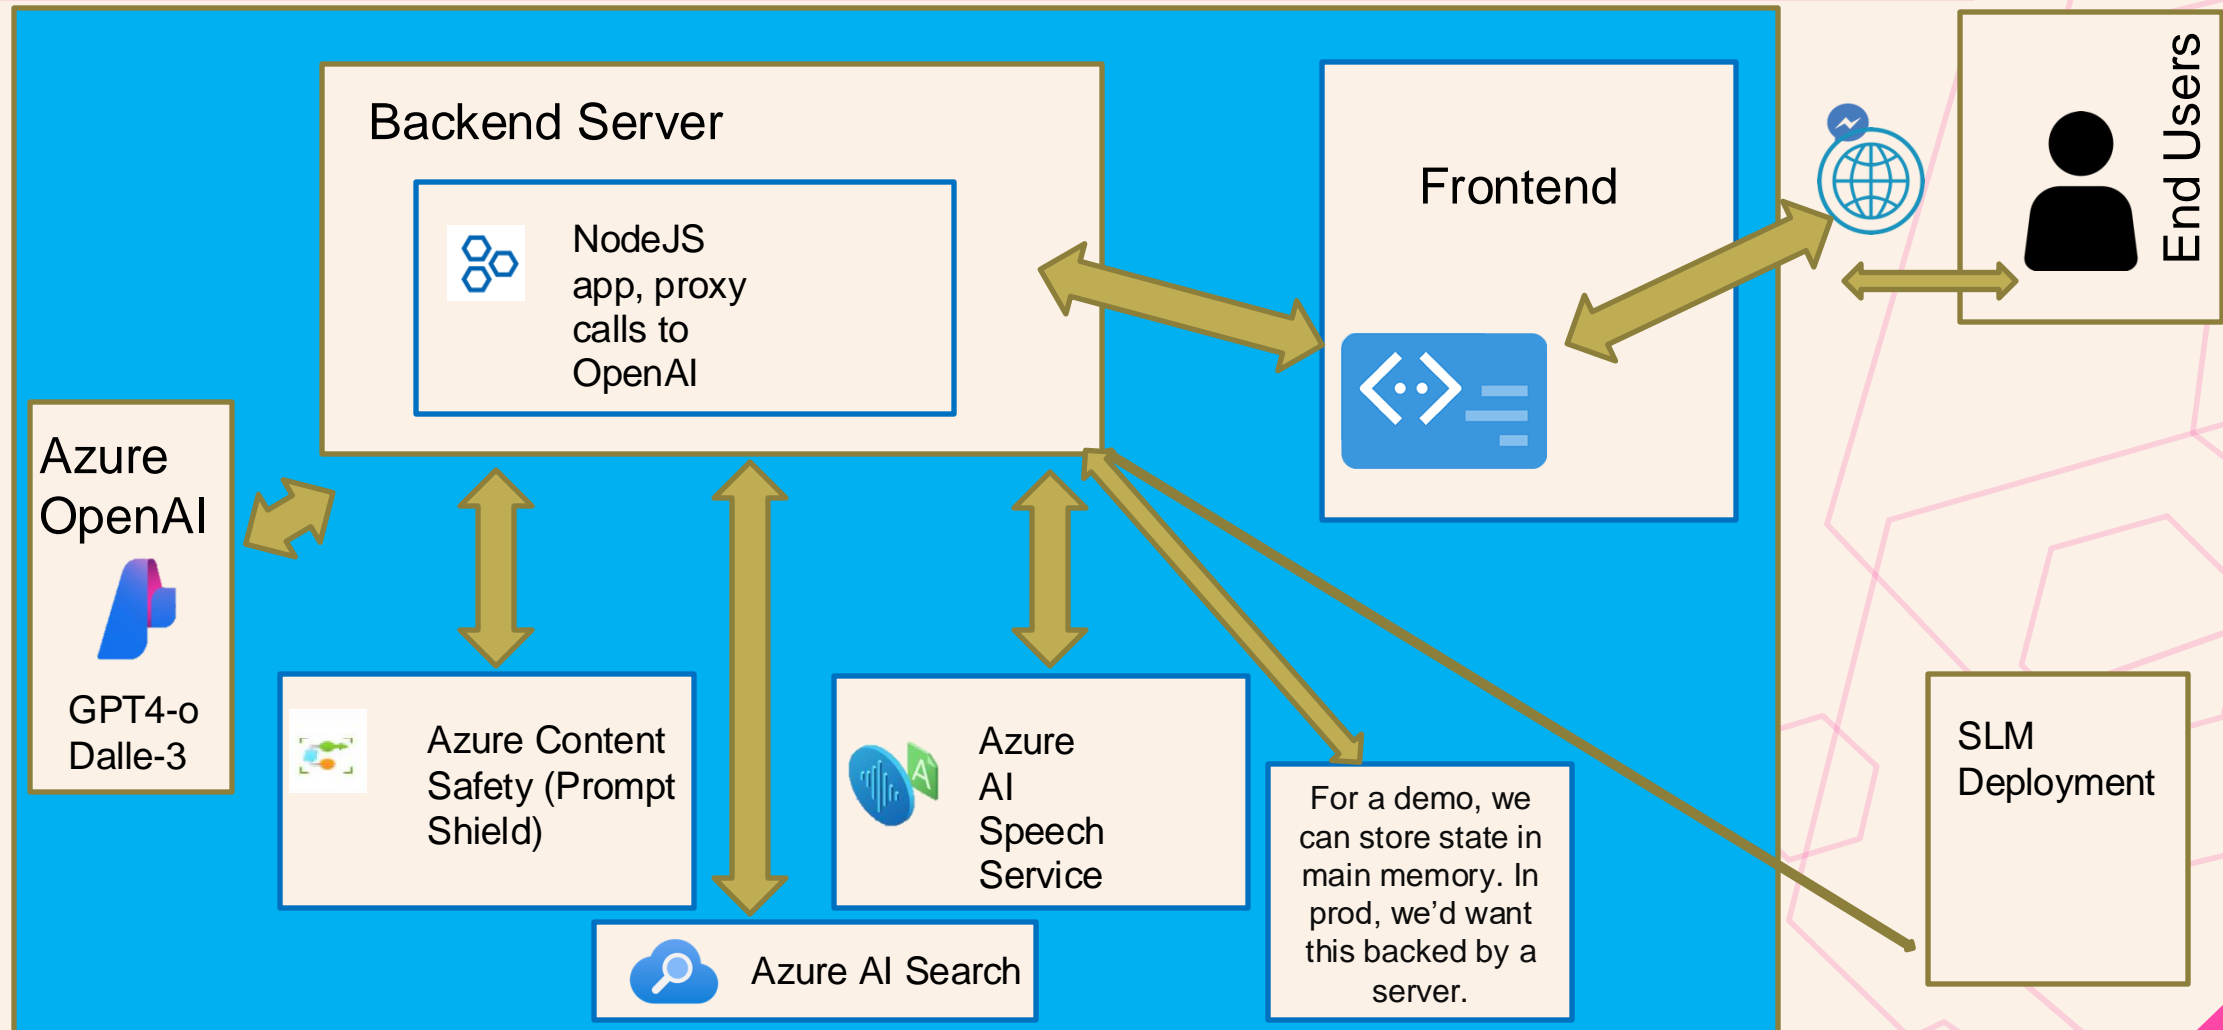 Backend Server
NodeJS
app, proxy
calls to
OpenAI
Frontend
End Users
Azure
OpenAI
GPT4-o
Dalle-3
Azure Content
Safety (Prompt
Shield)
Azure
AI
Speech
Service
A
Azure AI Search
For a demo, we
can store state in
main memory. In
prod, we’d want
this backed by a
server.
SLM
Deployment